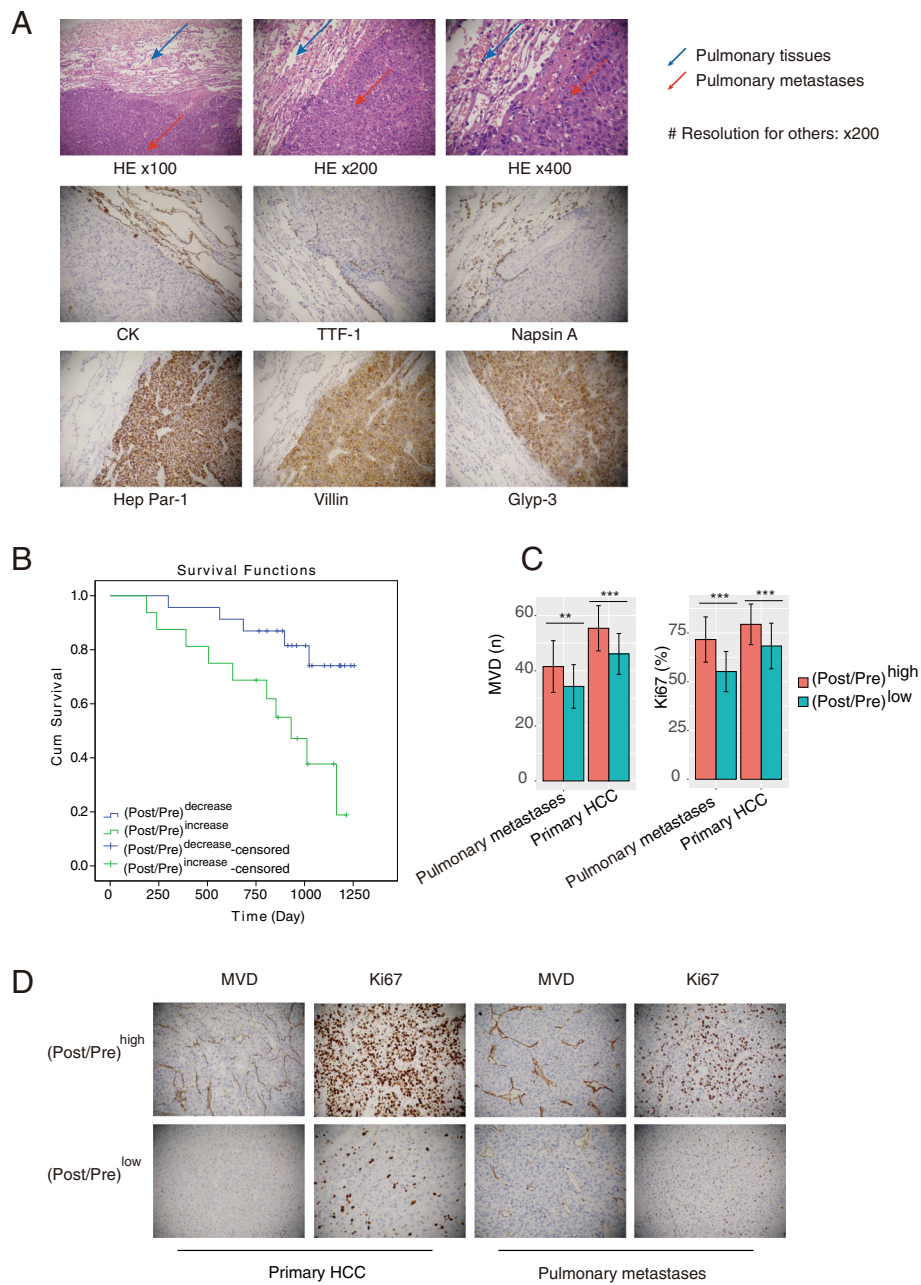 A
Pulmonary tissues
Pulmonary metastases
# Resolution for others: x200
HE x100 HE x200 HE x400
CK TTF-1 Napsin A
Hep Par-1 Villin Glyp-3
B
Survival Functions
Cum Survival
1.0
0.8
0.6
0.4
0.2
0.0
(Post/Pre)decrease
(Post/Pre)increase
(Post/Pre)decrease-censored
(Post/Pre)increase-censored
0 250 500 750 1000 1250
Time (Day)
C
MVD (n)
60
40
20
0
** ***
Pulmonary metastases
Primary HCC
Ki67 (%)
75
50
25
0
*** ***
Pulmonary metastases
Primary HCC
(Post/Pre)high
(Post/Pre)low
D
MVD Ki67 MVD Ki67
(Post/Pre)high
(Post/Pre)low
Primary HCC Pulmonary metastases